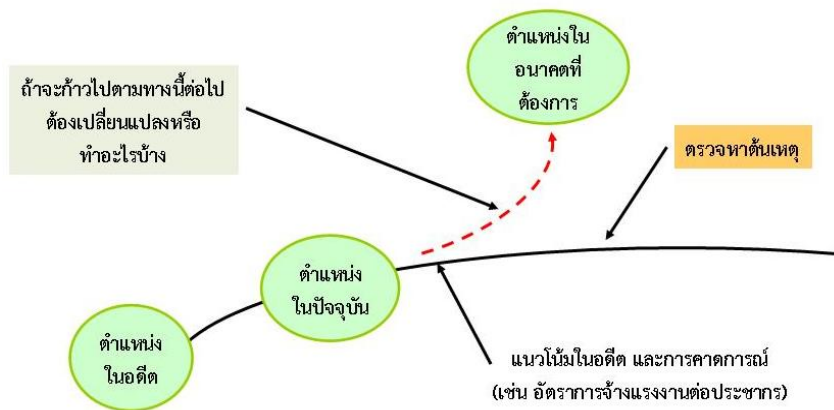 ตำแหน่งใน
อนาคตที่
ต้องการ
ถ้าจะก้าวไปตามทางนี้ต่อไป
ต้องเปลี่ยนแปลงหรือ
ทำอะไรบ้าง
ตรวจหาต้นเหตุ
ตำแหน่ง
ในปัจจุบัน
ตำแหน่ง
ในอดีต
แนวโน้มในอดีต และการคาดการณ์
(เช่น อัตราการจ้างแรงงานต่อประชากร)